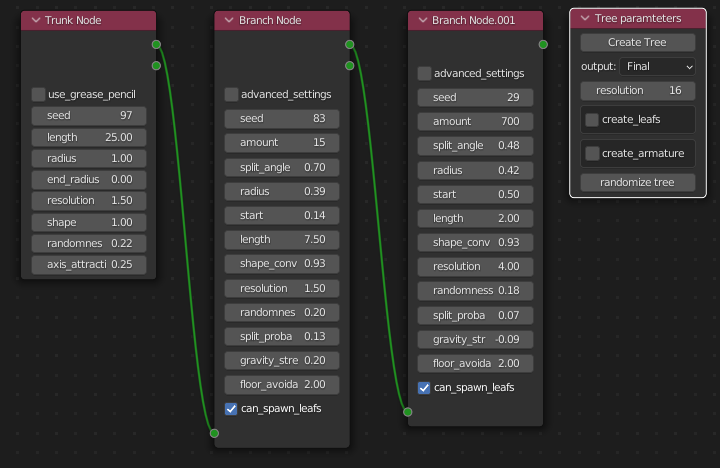 Trunk Node
use_grease_pencil
seed 97
length 25.00
radius 1.00
end_radius 0.00
resolution 1.50
shape 1.00
randomnes 0.22
axis_attracti 0.25
Branch Node
advanced_settings
seed 83
amount 15
split_angle 0.70
radius 0.39
start 0.14
length 7.50
shape_conv 0.93
resolution 1.50
randomnes 0.20
split_proba 0.13
gravity_stre 0.20
floor_avoida 2.00
can_spawn_leafs
Branch Node.001
advanced_settings
seed 29
amount 700
split_angle 0.48
radius 0.42
start 0.50
length 2.00
shape_conv 0.93
resolution 4.00
randomness 0.18
split_proba 0.07
gravity_str -0.09
floor_avoida 2.00
can_spawn_leafs
Tree paramteters
Create Tree
output: Final
resolution 16
create_leafs
create_armature
randomize tree